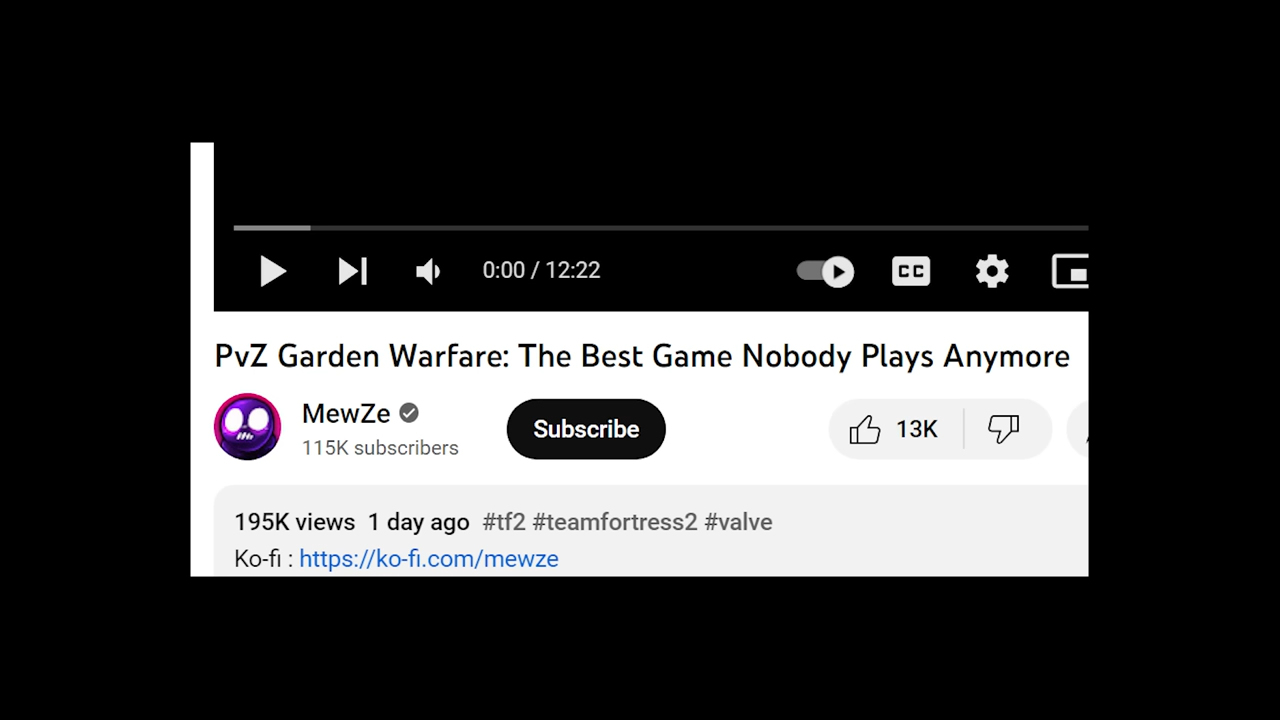 0:00 / 12:22
CC
PvZ Garden Warfare: The Best Game Nobody Plays Anymore
MewZe
115K subscribers
Subscribe
13K
195K views 1 day ago #tf2 #teamfortress2 #valve
Ko-fi : https://ko-fi.com/mewze